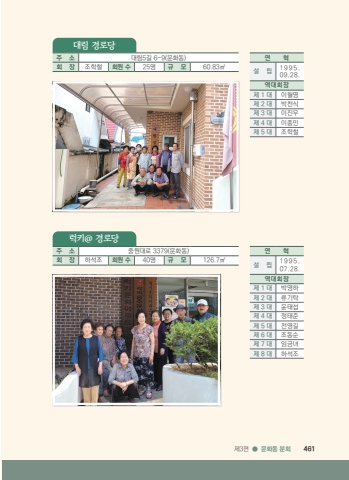 대림 경로당
주 소 대림5길 6-9(문화동)
회 장 조학철 회원 수 25명 규 모 60.83㎡
연 혁
설 립 1995. 09.28.
역대회장
제 1 대 이월영
제 2 대 박천식
제 3 대 이진우
제 4 대 이종민
제 5 대 조학철
럭키@ 경로당
주 소 충원대로 3379(문화동)
회 장 하석조 회원 수 40명 규 모 126.7㎡
연 혁
설 립 1995. 07.28.
역대회장
제 1 대 박영하
제 2 대 류기탁
제 3 대 윤태섭
제 4 대 정태준
제 5 대 전영길
제 6 대 조동순
제 7 대 임금녀
제 8 대 하석조
제3편 ● 문화동 문화 461